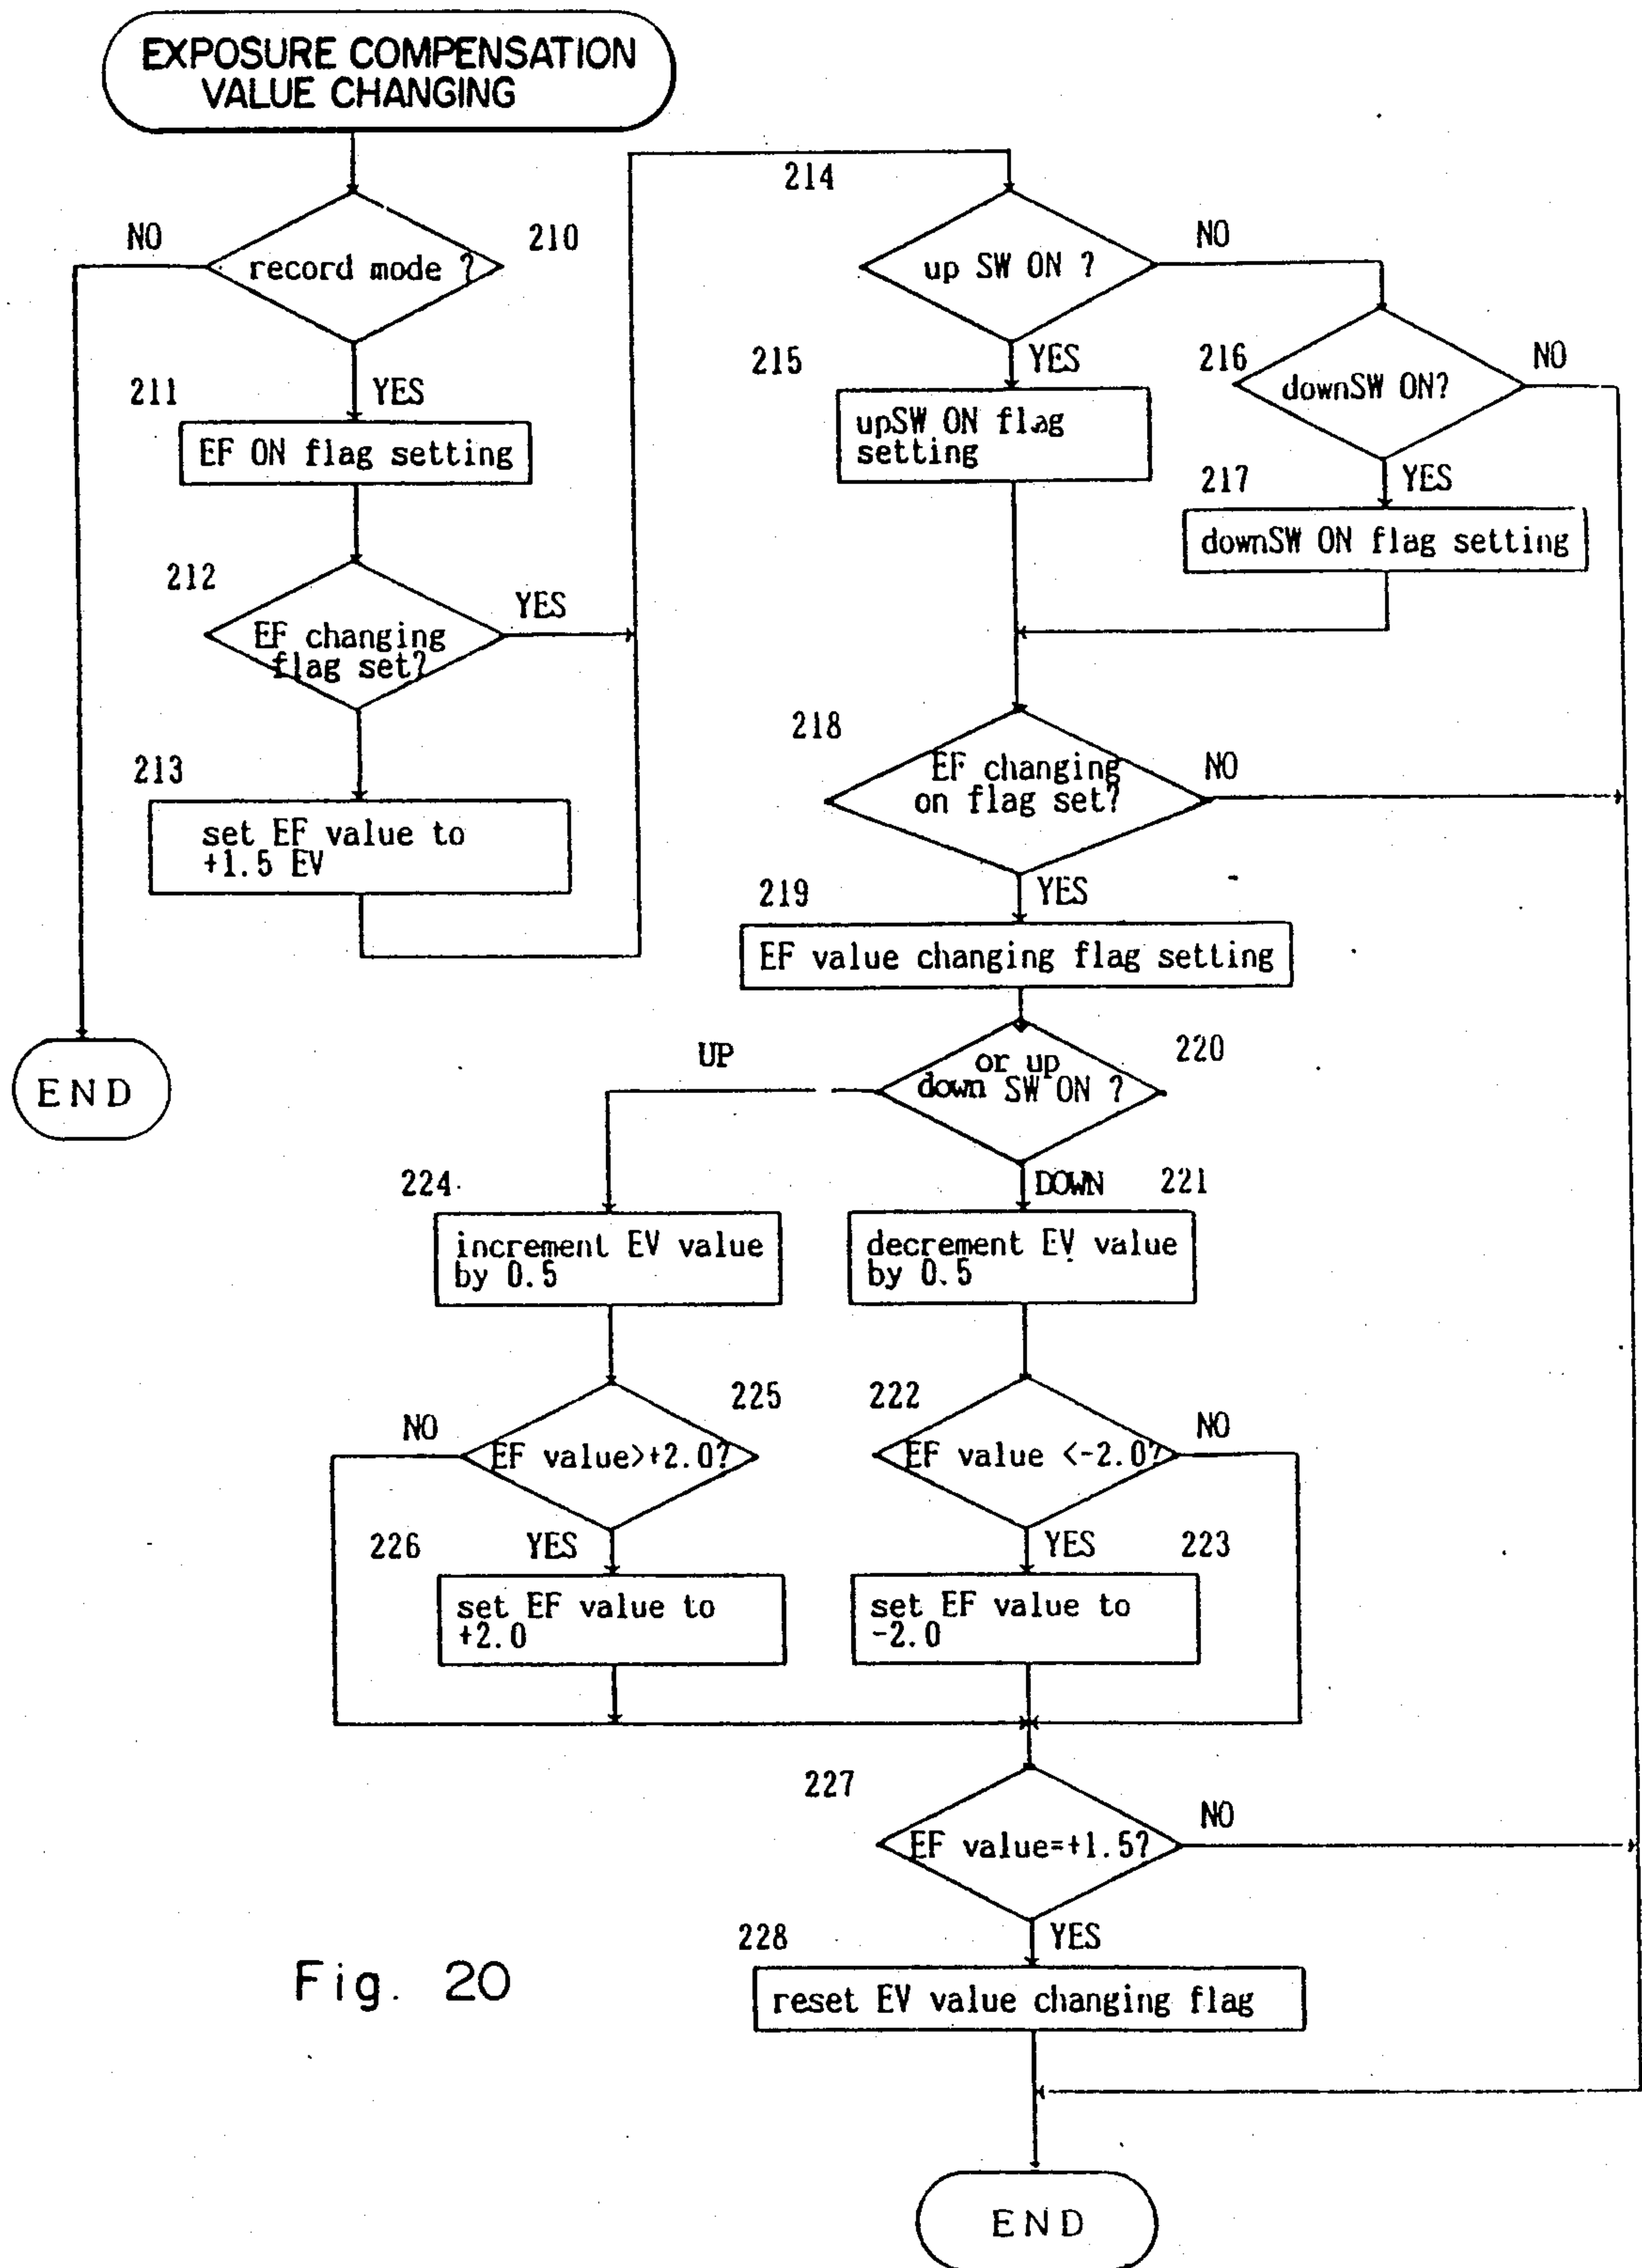 EXPOSURE COMPENSATION
VALUE CHANGING
NO
record mode ?
210
YES
211
EF ON flag setting
212
EF changing
flag set?
YES
213
set EF value to
+1.5 EV
END
214
up SW ON ?
NO
215
YES
upSW ON flag
setting
216
downSW ON?
NO
217
YES
downSW ON flag setting
218
EF changing
on flag set?
NO
219
YES
EF value changing flag setting
UP
or up
down SW ON ?
220
224
DOWN
221
increment EV value
by 0.5
decrement EV value
by 0.5
NO
EF value>+2.0?
225
222
EF value <-2.0?
NO
226
YES
set EF value to
+2.0
YES
223
set EF value to
-2.0
227
EF value=+1.5?
NO
228
YES
reset EV value changing flag
END
Fig. 20